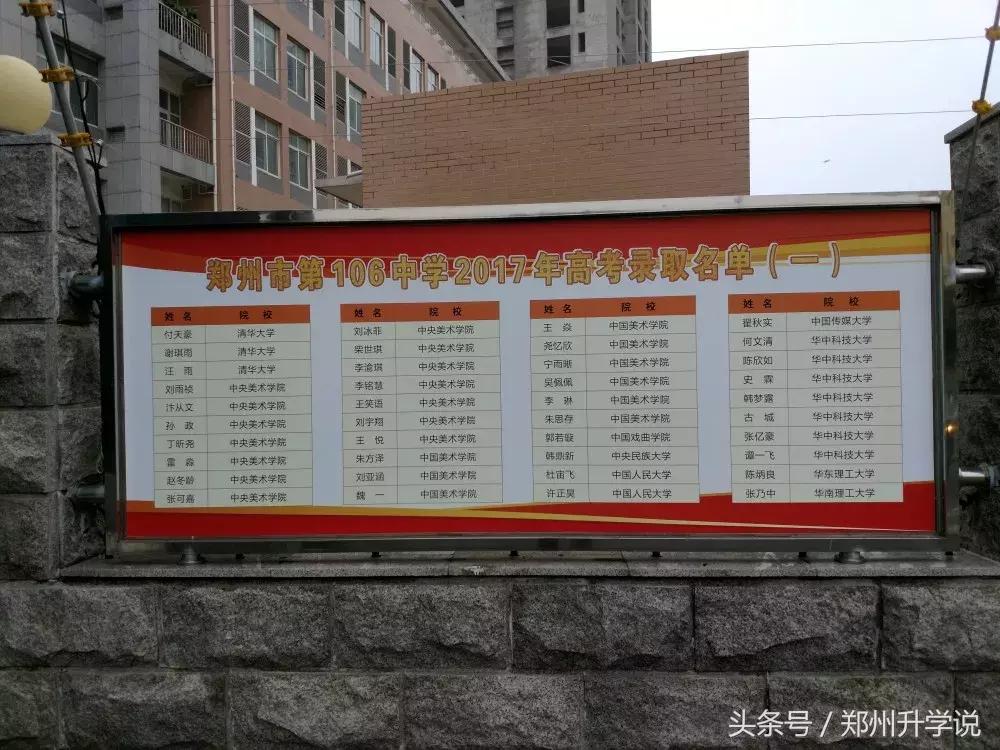 郑州市第106中学2017年高考录取名单（一）
姓名 院校
付天豪 清华大学
谢琪雨 清华大学
汪雨 清华大学
刘雨祯 中央美术学院
汴从文 中央美术学院
孙政 中央美术学院
丁昕尧 中央美术学院
雷淼 中央美术学院
赵冬龄 中央美术学院
张可嘉 中央美术学院
姓名 院校
刘冰菲 中央美术学院
荣世琪 中央美术学院
李渝琪 中央美术学院
李铭慧 中央美术学院
王笑语 中央美术学院
刘宇翔 中央美术学院
王悦 中央美术学院
朱方泽 中国美术学院
刘亚涵 中国美术学院
魏一 中国美术学院
姓名 院校
王焱 中国美术学院
尧忆欣 中国美术学院
宁雨晰 中国美术学院
吴佩佩 中国美术学院
李琳 中国美术学院
朱思存 中国美术学院
郭若璇 中国戏曲学院
韩鼎新 中央民族大学
杜宙飞 中国人民大学
许正昊 中国人民大学
姓名 院校
翟秋实 中国传媒大学
何文清 华中科技大学
陈欣如 华中科技大学
史霖 华中科技大学
韩梦露 华中科技大学
古城 华中科技大学
张亿豪 华中科技大学
谭一飞 华中科技大学
陈炳良 华东理工大学
张乃中 华南理工大学
头条号 / 郑州升学说